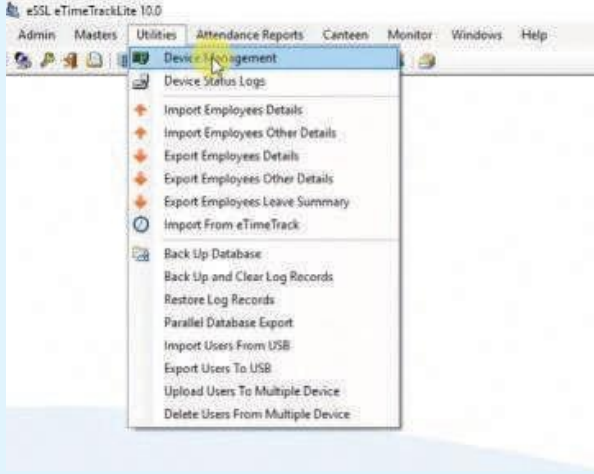 eSSL eTimeTrackLite 10.0
Admin Masters Utilities Attendance Reports Canteen Monitor Windows Help
Device Management
Device Status Logs
Import Employees Details
Import Employees Other Details
Export Employees Details
Export Employees Other Details
Export Employees Leave Summary
Import From eTimeTrack
Back Up Database
Back Up and Clear Log Records
Restore Log Records
Parallel Database Export
Import Users From USB
Export Users To USB
Upload Users To Multiple Device
Delete Users From Multiple Device